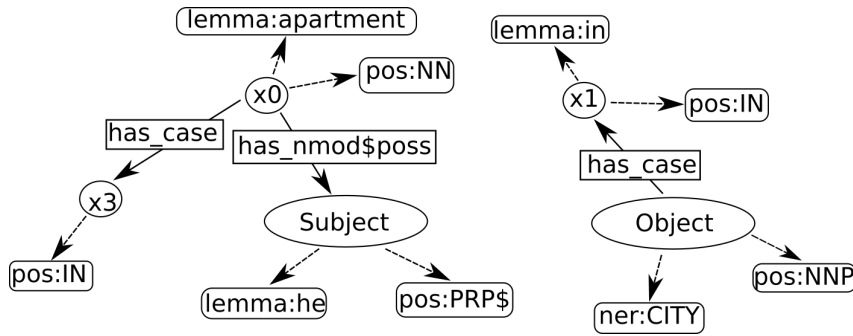 lemma:apartment
lemma:in
pos:NN
x0
x1
pos:IN
has_case
has_nmod$poss
has_case
x3
Subject
Object
pos:IN
lemma:he
pos:PRP$
ner:CITY
pos:NNP